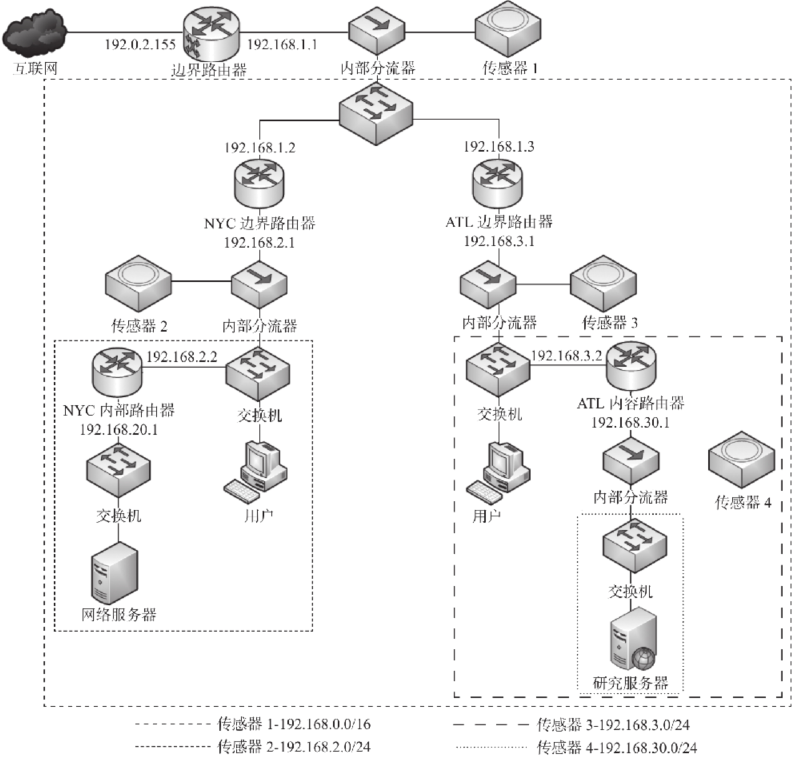 192.0.2.155
192.168.1.1
互联网
边界路由器
内部分流器
传感器 1
192.168.1.2
192.168.1.3
NYC 边界路由器
192.168.2.1
ATL 边界路由器
192.168.3.1
传感器 2
内部分流器
内部分流器
传感器 3
192.168.2.2
192.168.3.2
NYC 内部路由器
192.168.20.1
交换机
交换机
ATL 内容路由器
192.168.30.1
交换机
用户
用户
内部分流器
传感器 4
网络服务器
交换机
研究服务器
传感器 1-192.168.0.0/16
传感器 3-192.168.3.0/24
传感器 2-192.168.2.0/24
传感器 4-192.168.30.0/24